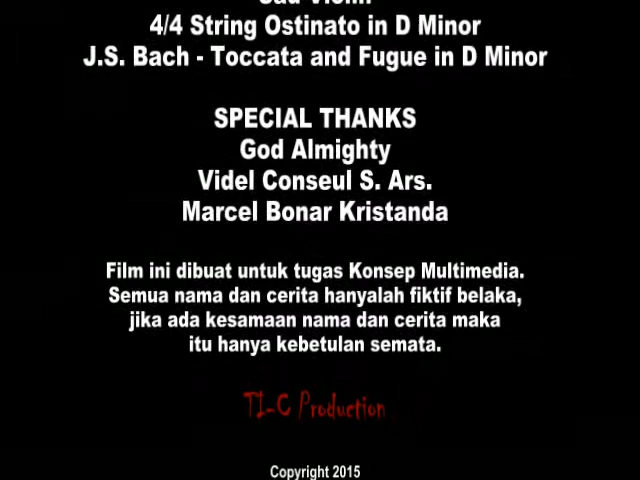 4/4 String Ostinato in D Minor
J.S. Bach - Toccata and Fugue in D Minor
SPECIAL THANKS
God Almighty
Videl Conseul S. Ars.
Marcel Bonar Kristanda
Film ini dibuat untuk tugas Konsep Multimedia.
Semua nama dan cerita hanyalah fiktif belaka,
jika ada kesamaan nama dan cerita maka
itu hanya kebetulan semata.
TI-C Production
Copyright 2015